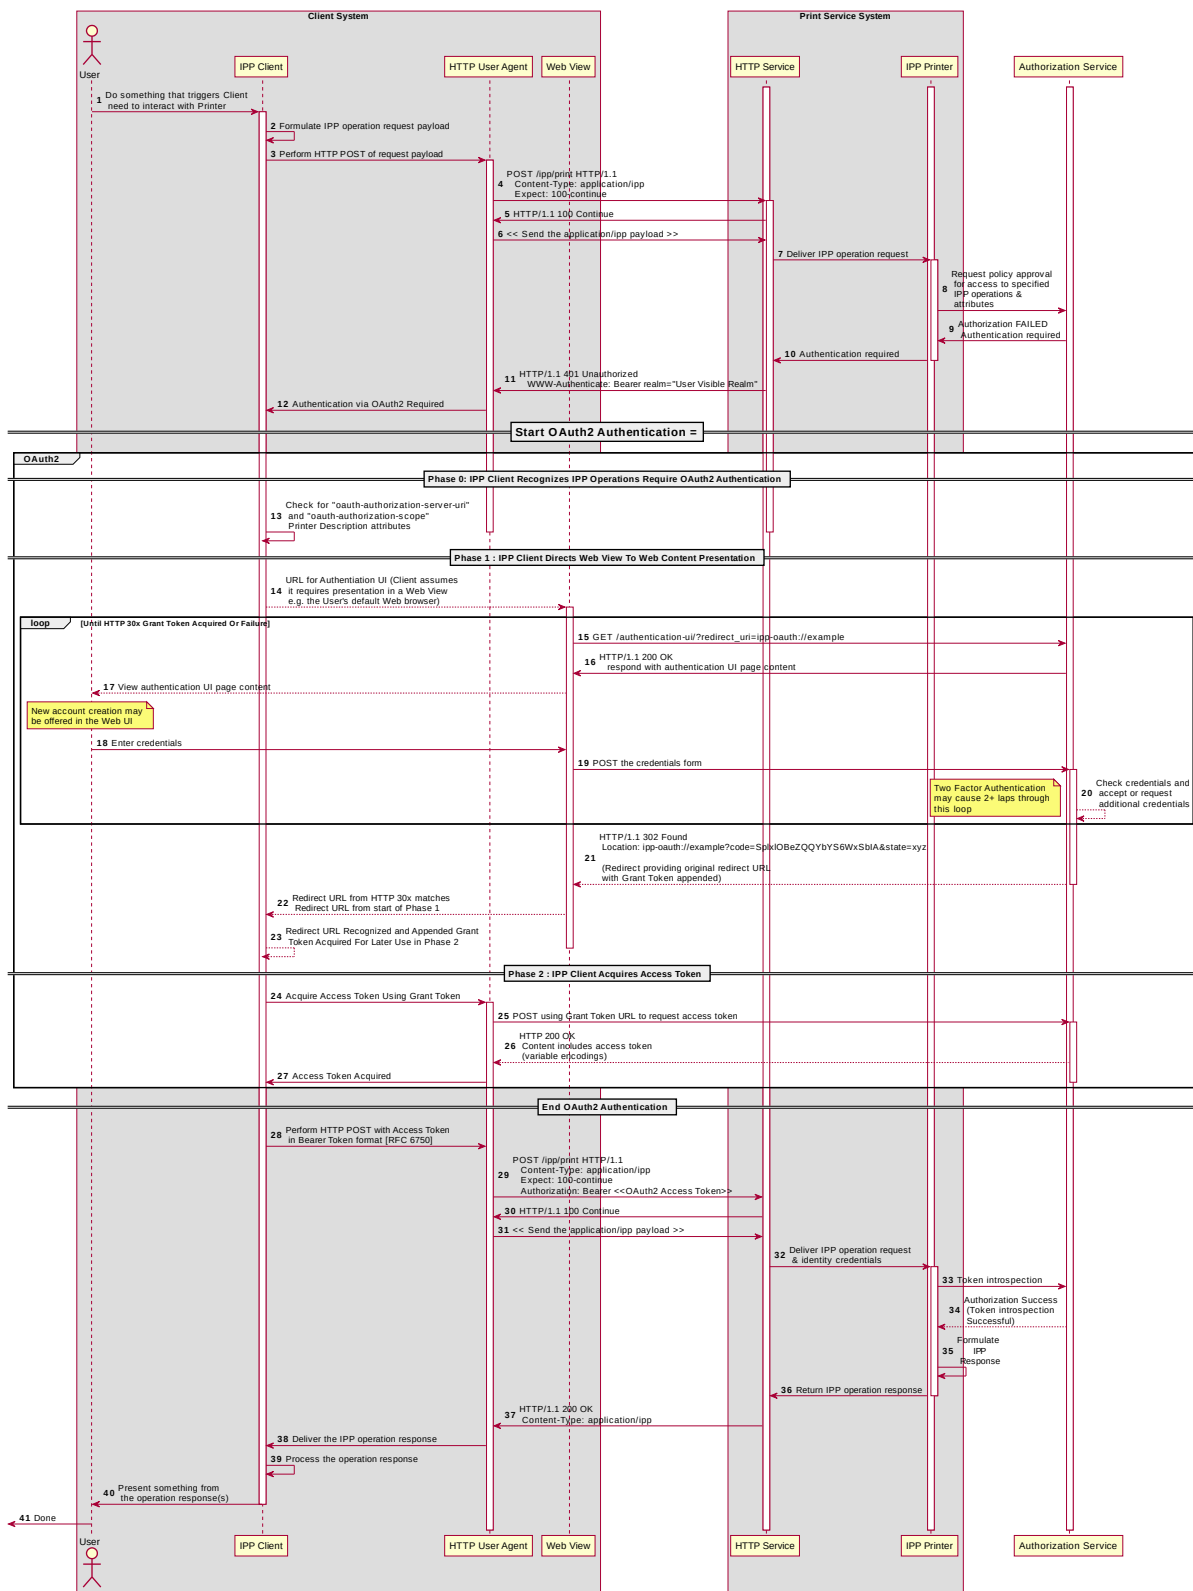 Client System
Print Service System
User
IPP Client
HTTP User Agent
Web View
HTTP Service
IPP Printer
Authorization Service
1 Do something that triggers Client
need to interact with Printer
2 Formulate IPP operation request payload
3 Perform HTTP POST of request payload
POST /ipp/print HTTP/1.1
4 Content-Type: application/ipp
Expect: 100-continue
5 HTTP/1.1 100 Continue
6 << Send the application/ipp payload >>
7 Deliver IPP operation request
Request policy approval
for access to specified
8 IPP operations &
attributes
9 Authorization FAILED
Authentication required
10 Authentication required
11 HTTP/1.1 401 Unauthorized
WWW-Authenticate: Bearer realm="User Visible Realm"
12 Authentication via OAuth2 Required
Start OAuth2 Authentication =
OAuth2
Phase 0: IPP Client Recognizes IPP Operations Require OAuth2 Authentication
Check for "oauth-authorization-server-uri"
13 and "oauth-authorization-scope"
Printer Description attributes
Phase 1 : IPP Client Directs Web View To Web Content Presentation
URL for Authentiation UI (Client assumes
14 it requires presentation in a Web View
e.g. the User's default Web browser)
loop [Until HTTP 30x Grant Token Acquired Or Failure]
15 GET /authentication-ui/?redirect_uri=ipp-oauth://example
16 HTTP/1.1 200 OK
respond with authentication UI page content
17 View authentication UI page content
New account creation may
be offered in the Web UI
18 Enter credentials
19 POST the credentials form
Two Factor Authentication
may cause 2+ laps through
this loop
Check credentials and
20 accept or request
additional credentials
HTTP/1.1 302 Found
Location: ipp-oauth://example?code=SplxlOBeZQQYbYS6WxSbIA&state=xyz
21
(Redirect providing original redirect URL
with Grant Token appended)
22 Redirect URL from HTTP 30x matches
Redirect URL from start of Phase 1
23 Redirect URL Recognized and Appended Grant
Token Acquired For Later Use in Phase 2
Phase 2 : IPP Client Acquires Access Token
24 Acquire Access Token Using Grant Token
25 POST using Grant Token URL to request access token
HTTP 200 OK
26 Content includes access token
(variable encodings)
27 Access Token Acquired
End OAuth2 Authentication
28 Perform HTTP POST with Access Token
in Bearer Token format [RFC 6750]
POST /ipp/print HTTP/1.1
Content-Type: application/ipp
29 Expect: 100-continue
Authorization: Bearer <<OAuth2 Access Token>>
30 HTTP/1.1 100 Continue
31 << Send the application/ipp payload >>
32 Deliver IPP operation request
& identity credentials
33 Token introspection
Authorization Success
34 (Token introspection
Successful)
Formulate
35 IPP
Response
36 Return IPP operation response
37 HTTP/1.1 200 OK
Content-Type: application/ipp
38 Deliver the IPP operation response
39 Process the operation response
40 Present something from
the operation response(s)
41 Done
User
IPP Client
HTTP User Agent
Web View
HTTP Service
IPP Printer
Authorization Service